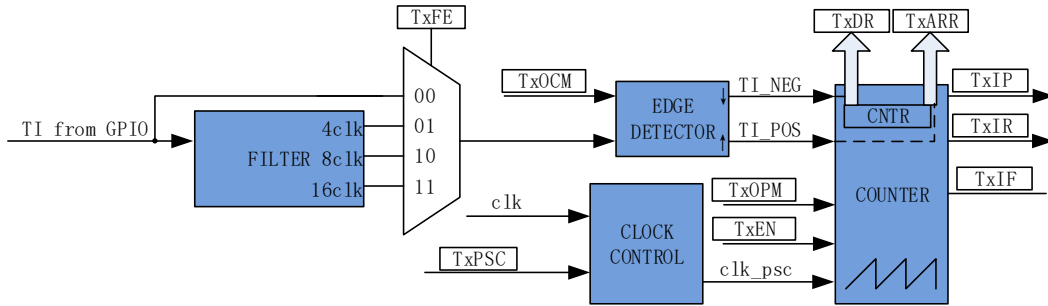 TxFE
TxDR TxARR
TxOCM
TI_NEG
TxIP
00
TI from GPIO
FILTER
4clk
8clk
16clk
01
10
11
EDGE
DETECTOR
↓
↑
TI_POS
CNTR
TxIR
TxIF
clk
TxOPM
COUNTER
CLOCK
CONTROL
TxEN
TxPSC
clk_psc